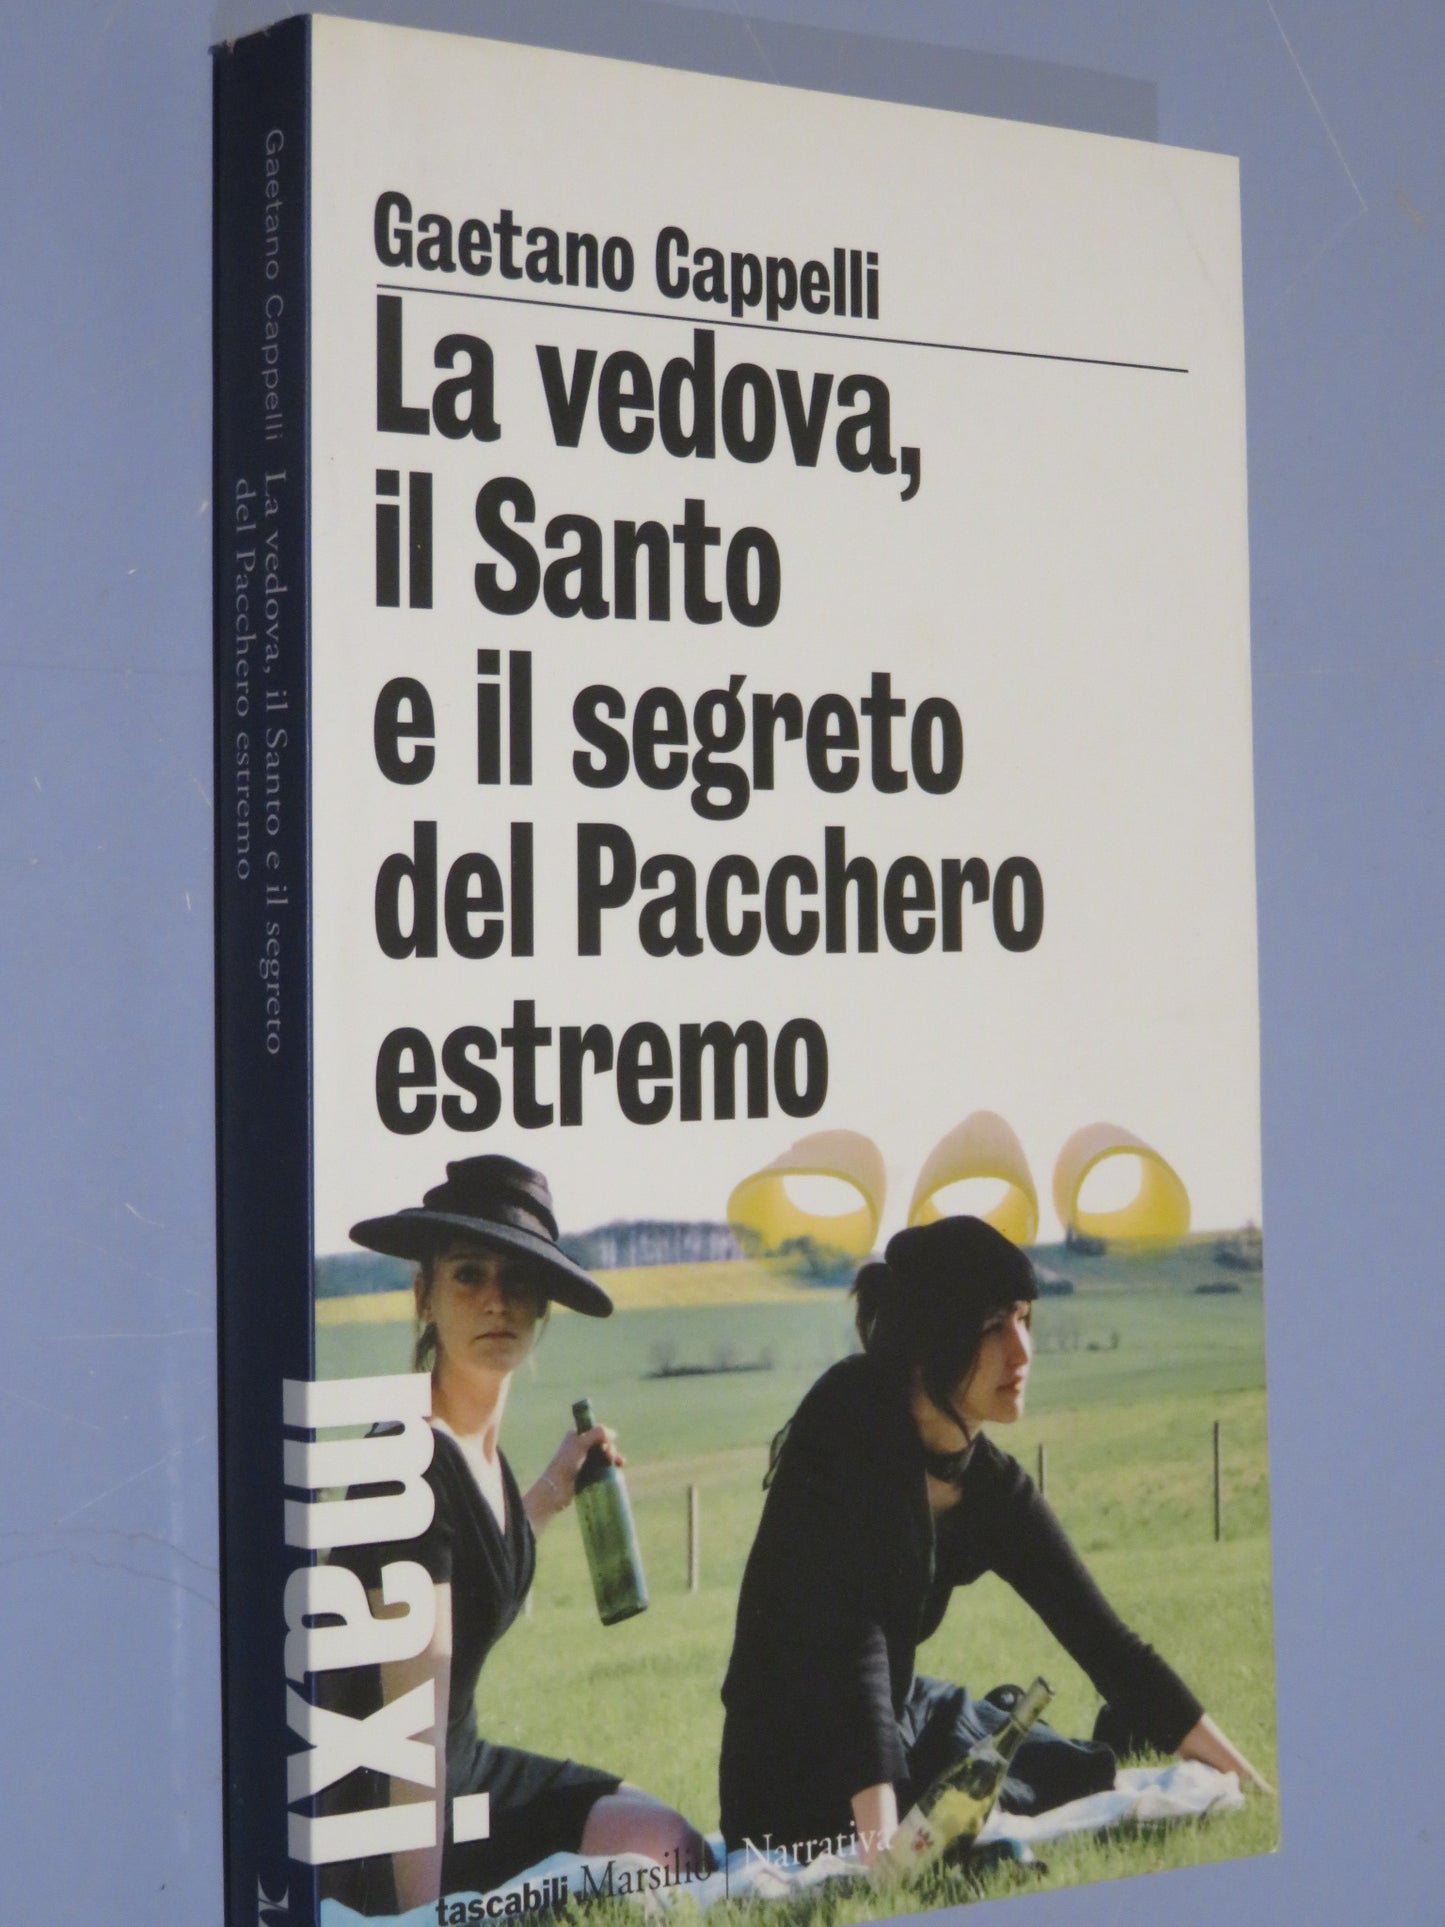 Gaetano Cappelli
La vedova,
il Santo
e il segreto
del Pacchero
estremo
maxi
tascabili Marsilio | Narrativa
Gaetano Cappelli La vedova, il Santo e il segreto
del Pacchero estremo